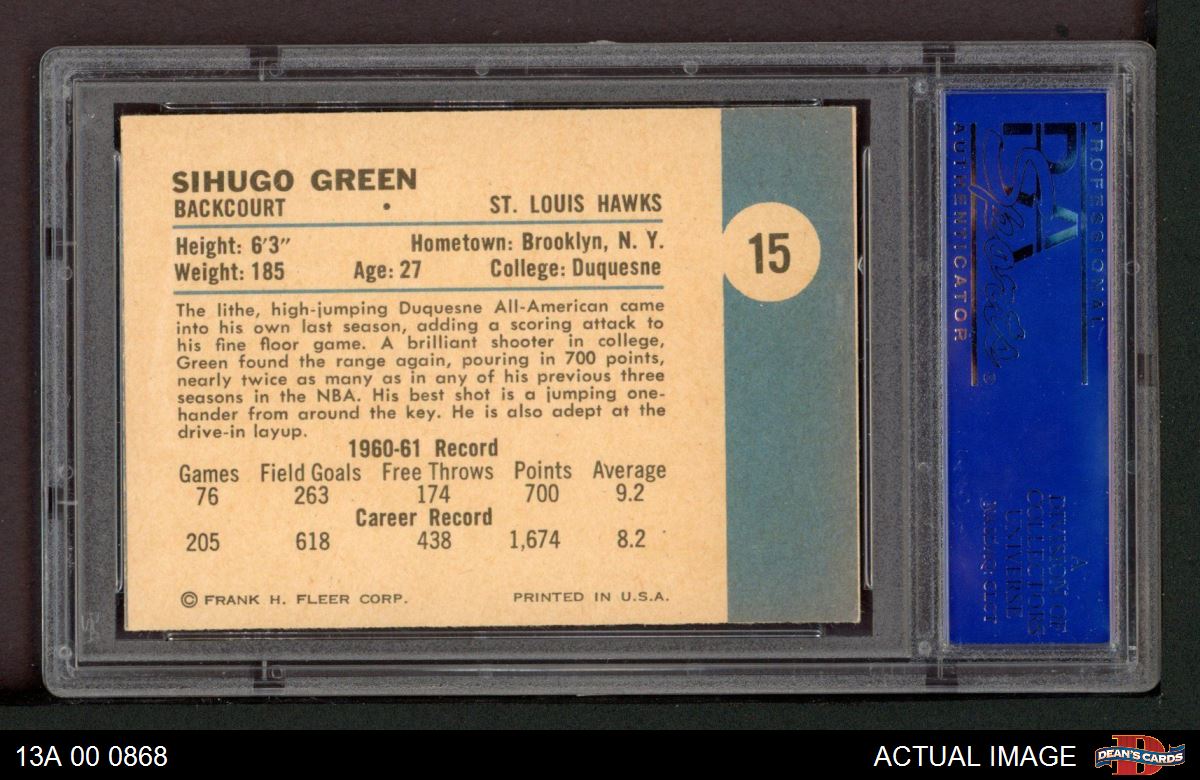 SIHUGO GREEN
BACKCOURT • ST. LOUIS HAWKS
Height: 6'3" Hometown: Brooklyn, N. Y.
Weight: 185 Age: 27 College: Duquesne
15
The lithe, high-jumping Duquesne All-American came
into his own last season, adding a scoring attack to
his fine floor game. A brilliant shooter in college,
Green found the range again, pouring in 700 points,
nearly twice as many as in any of his previous three
seasons in the NBA. His best shot is a jumping one-
hander from around the key. He is also adept at the
drive-in layup.
1960-61 Record
Games Field Goals Free Throws Points Average
76 263 174 700 9.2
Career Record
205 618 438 1,674 8.2
© FRANK H. FLEER CORP. PRINTED IN U.S.A.
PROFESSIONAL
PSA
Sports
AUTHENTICATOR
®
A
DIVISION OF
COLLECTORS
UNIVERSE
NASDAQ: CLCT
13A 00 0868
ACTUAL IMAGE
D
DEAN'S CARDS